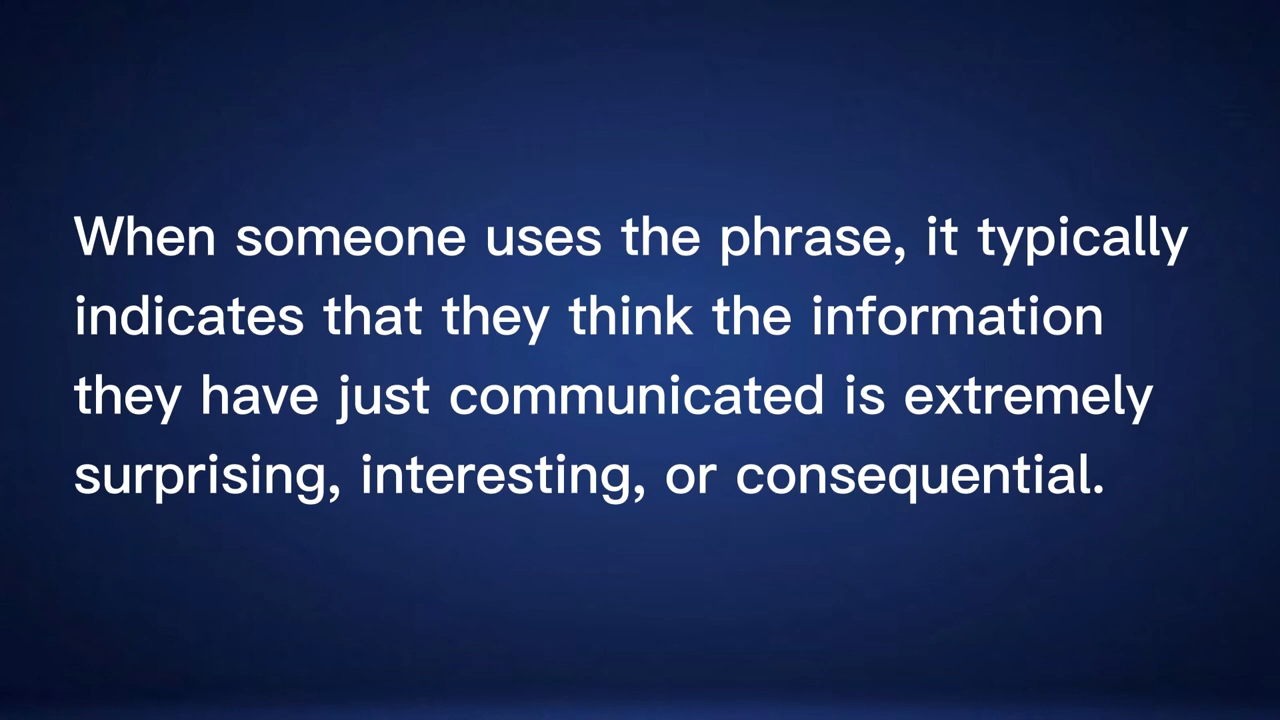 When someone uses the phrase, it typically
indicates that they think the information
they have just communicated is extremely
surprising, interesting, or consequential.